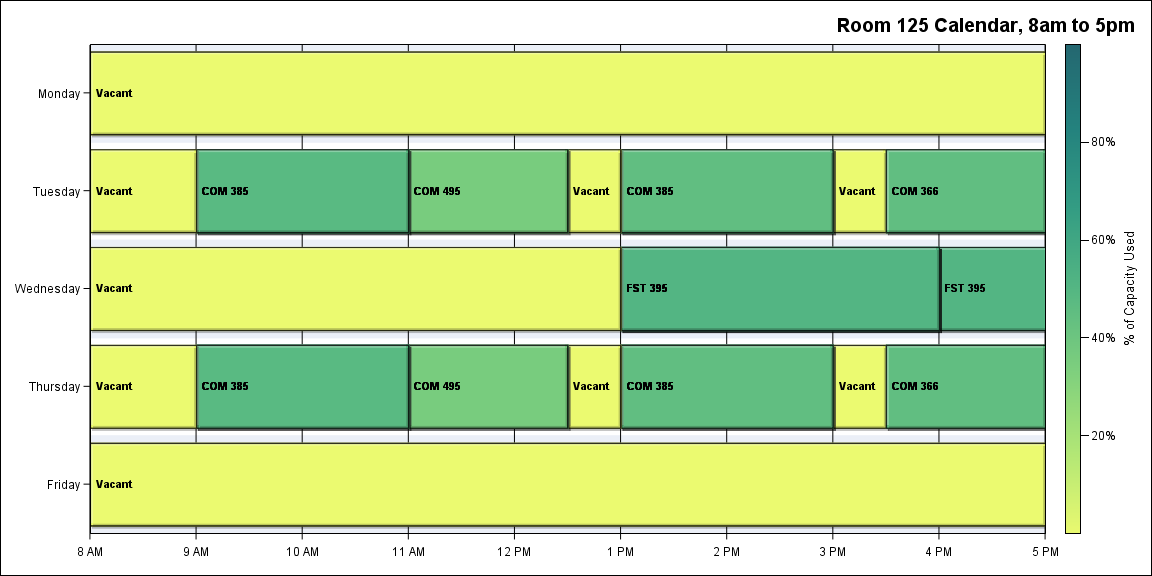 Room 125 Calendar, 8am to 5pm
Monday
Vacant
80%
Tuesday
Vacant
COM 385
COM 495
Vacant
COM 385
Vacant
COM 366
60%
% of Capacity Used
Wednesday
Vacant
FST 395
FST 395
40%
Thursday
Vacant
COM 385
COM 495
Vacant
COM 385
Vacant
COM 366
20%
Friday
Vacant
8 AM
9 AM
10 AM
11 AM
12 PM
1 PM
2 PM
3 PM
4 PM
5 PM